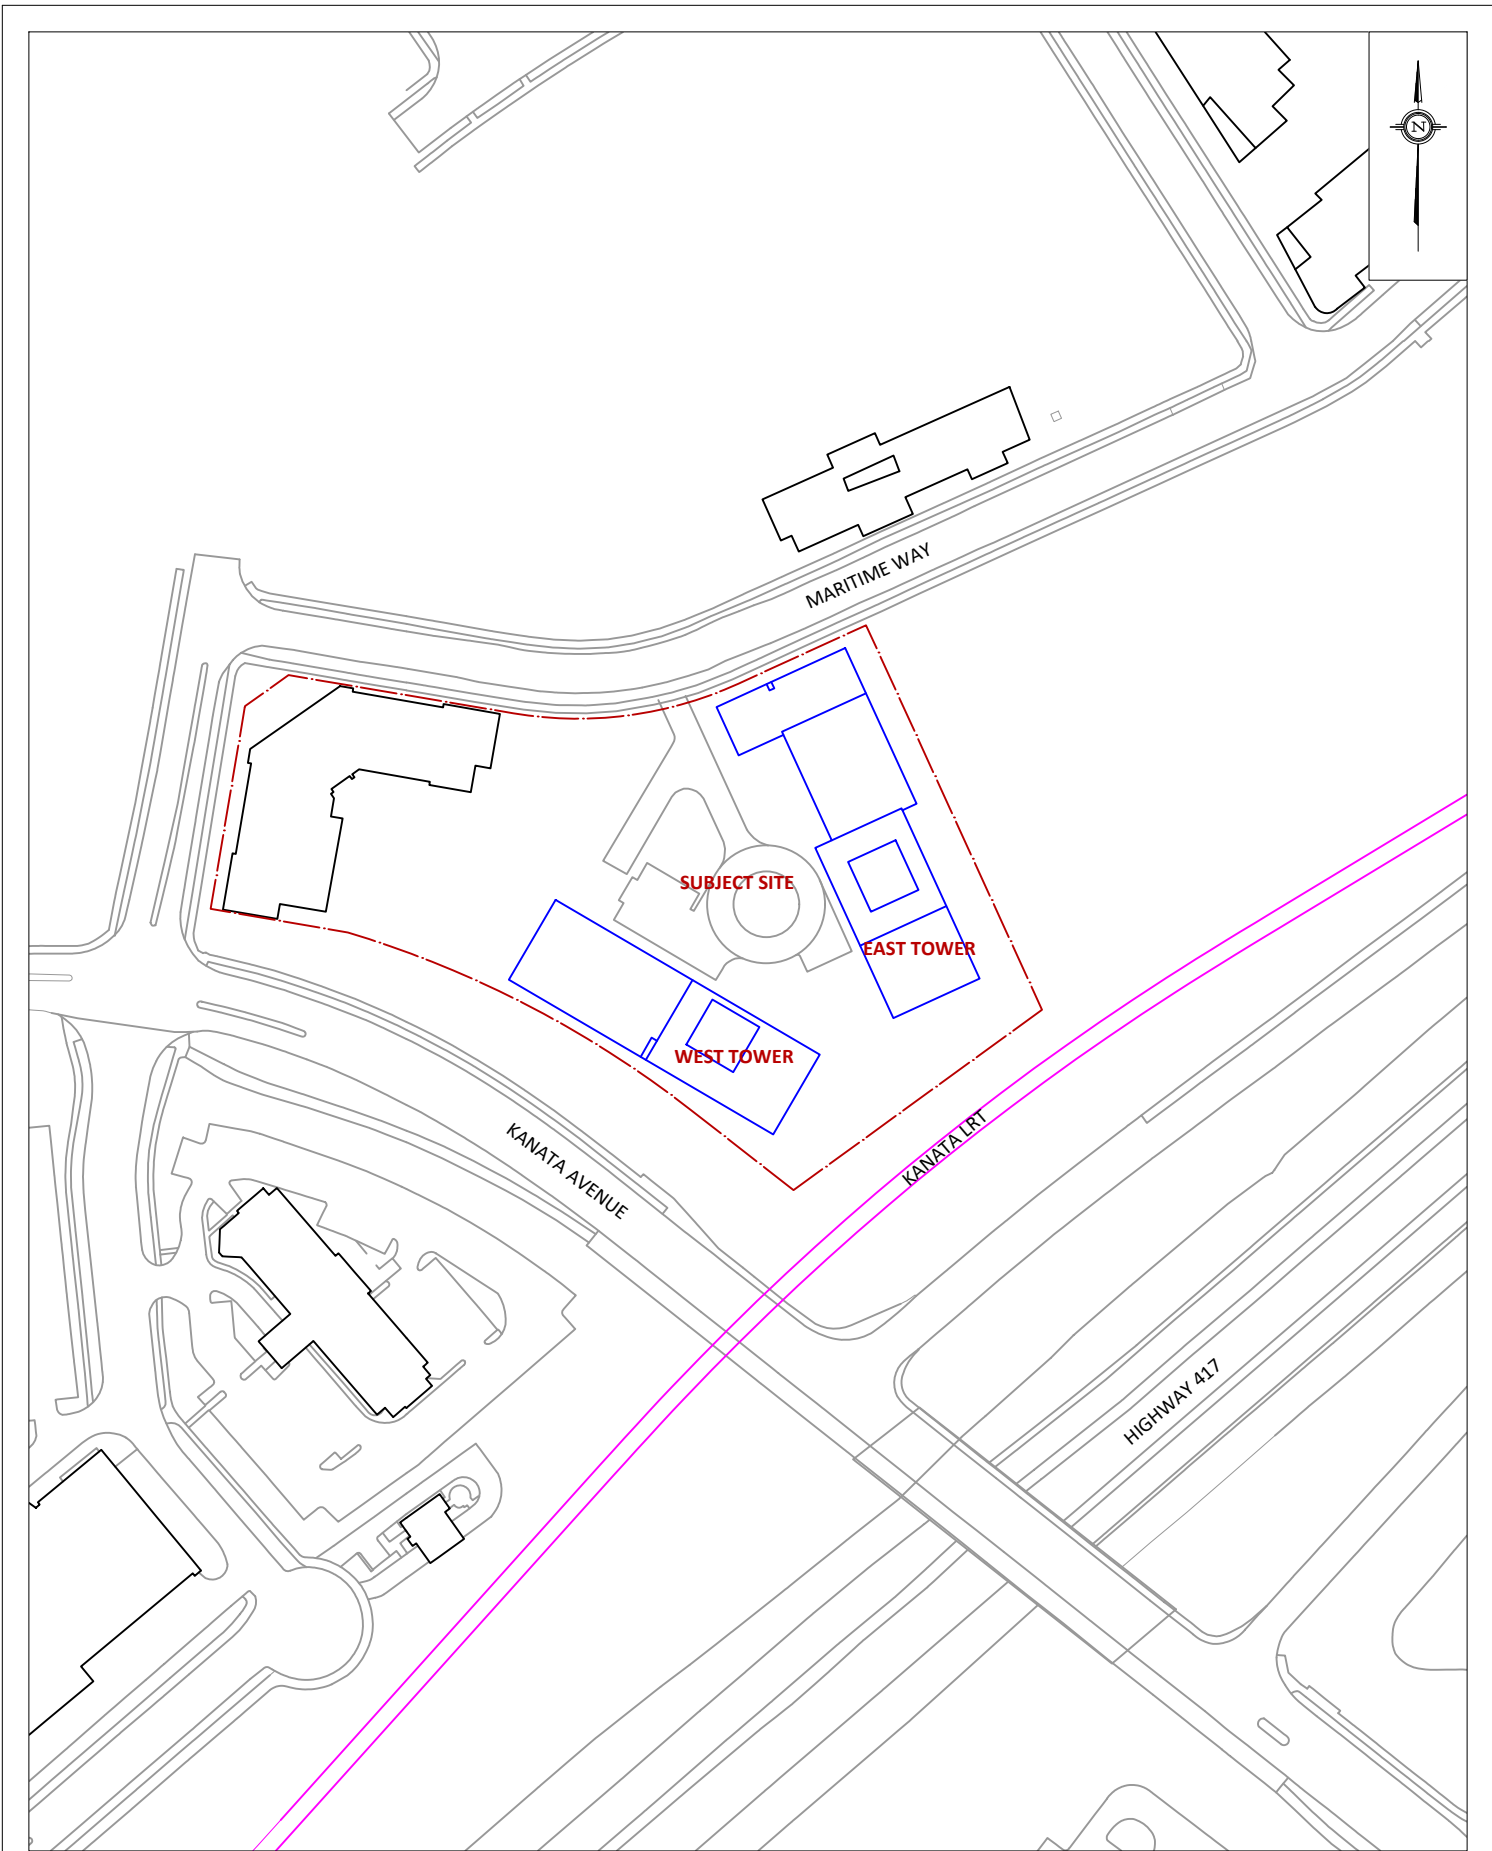 N
MARITIME WAY
SUBJECT SITE
EAST TOWER
WEST TOWER
KANATA AVENUE
KANATA LRT
HIGHWAY 417